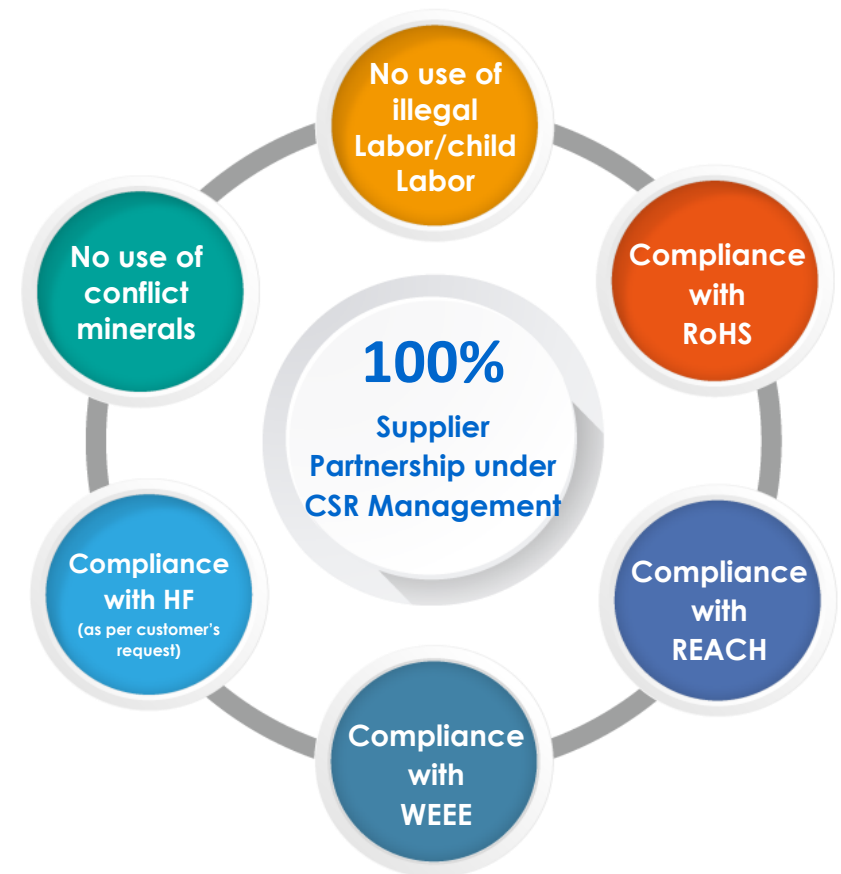 No use of
illegal
Labor/child
Labor
Compliance
with
RoHS
Compliance
with
REACH
Compliance
with
WEEE
Compliance
with HF
(as per customer's
request)
No use of
conflict
minerals
100%
Supplier
Partnership under
CSR Management